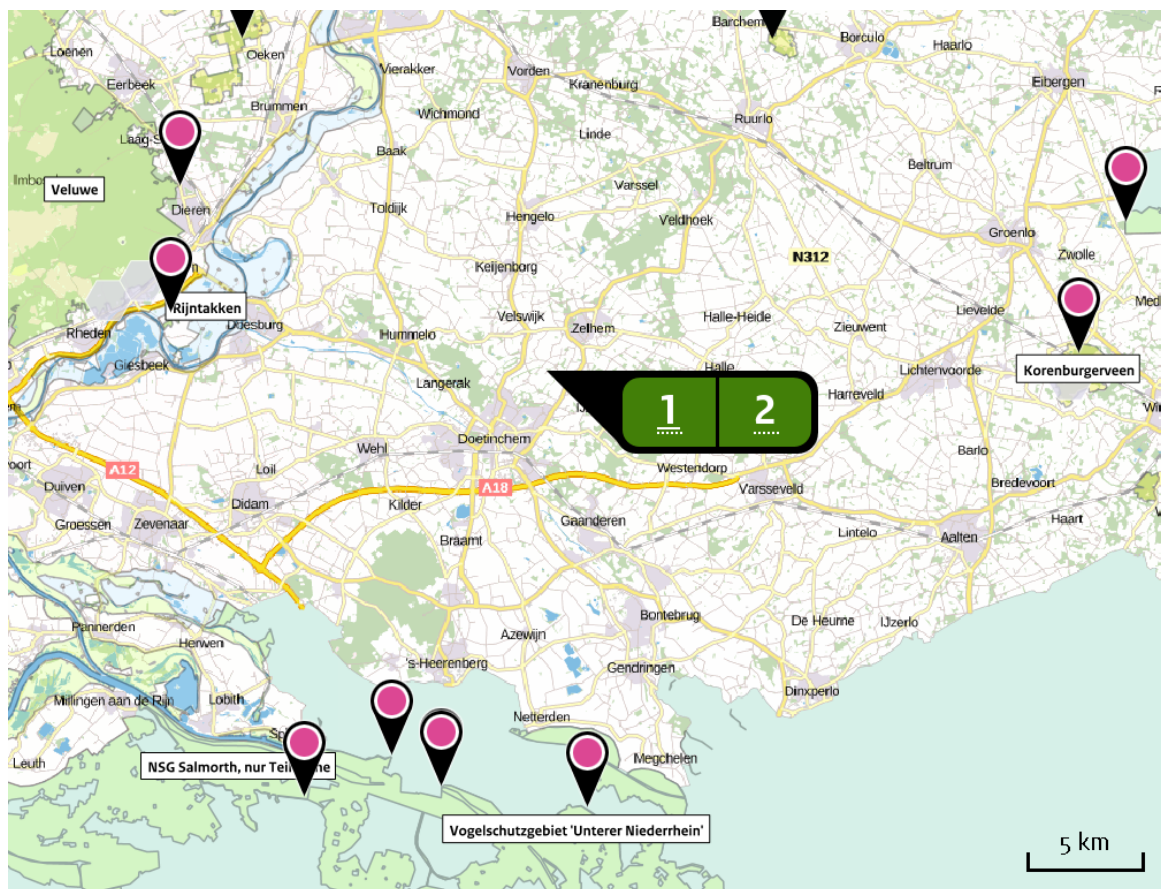 Barchem
Borculo
Haarlo
Loenen
Oeken
Vierakker
Vorden
Kranenburg
Eibergen
Eerbeek
Brummen
Wichmond
Ruurlo
Linde
Baak
Beltrum
Veluwe
Varssel
Dieren
Toldijk
Hengelo
Veldhoek
Groenlo
N312
Zwolle
Keijenborg
Rijntakken
Lievelde
Velswijk
Halle-Heide
Doesburg
Zelhem
Zieuwent
Rheden
Hummelo
Giesbeek
Halle
Lichtenvoorde
Korenburgerveen
Langerak
Harreveld
1
2
Doetinchem
Wehl
Barlo
A12
Loil
Westendorp
Bredevoort
Duiven
A18
Varsseveld
Didam
Kilder
Groessen
Zevenaar
Gaanderen
Haart
Lintelo
Aalten
Braamt
Bontebrug
De Heurne
IJzerlo
Pannerden
Azewijn
Herwen
's-Heerenberg
Gendringen
Dinxperlo
Millingen aan de Rijn
Lobith
Netterden
Megchelen
Leuth
NSG Salmorth, nur
Vogelschutzgebiet 'Unterer Niederrhein'
5 km